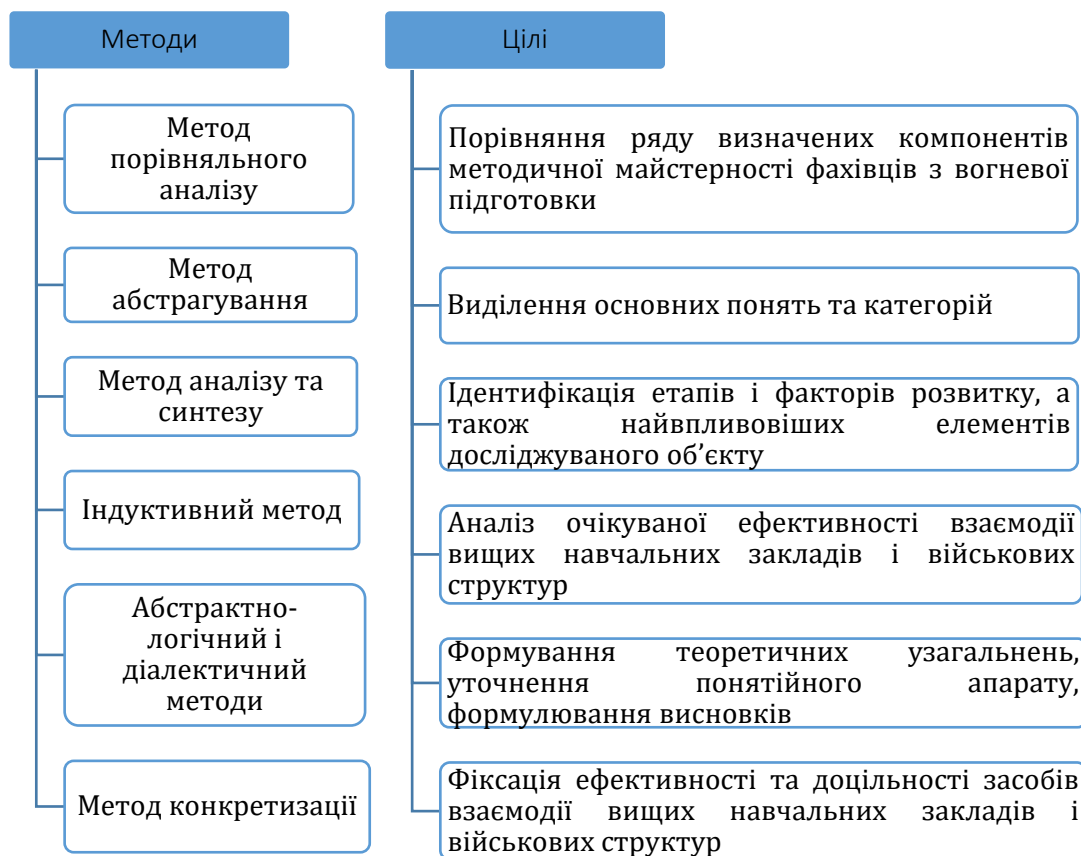 Методи
Метод
порівняльного
аналізу
Метод
абстрагування
Метод аналізу та
синтезу
Індуктивний метод
Абстрактно-
логічний і
діалектичний
методи
Метод конкретизації
Цілі
Порівняння ряду визначених компонентів
методичної майстерності фахівців з вогневої
підготовки
Виділення основних понять та категорій
Ідентифікація етапів і факторів розвитку, а
також найвпливовіших елементів
досліджуваного об’єкту
Аналіз очікуваної ефективності взаємодії
вищих навчальних закладів і військових
структур
Формування теоретичних узагальнень,
уточнення понятійного апарату,
формулювання висновків
Фіксація ефективності та доцільності засобів
взаємодії вищих навчальних закладів і
військових структур